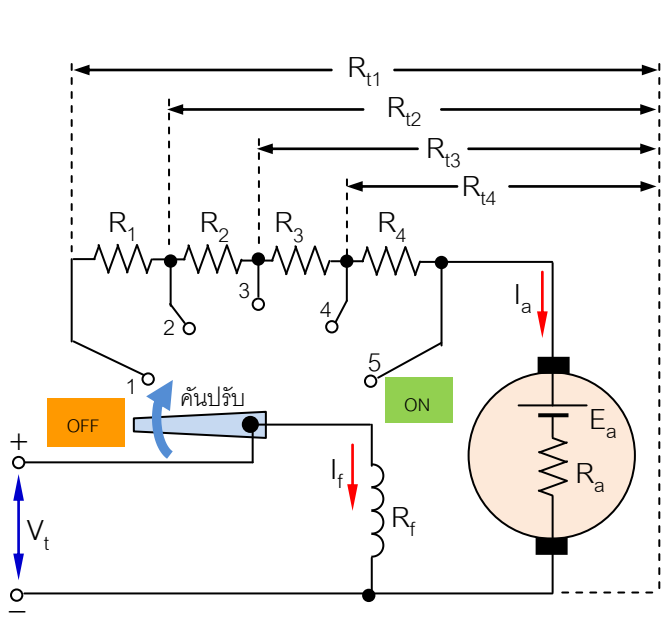 Rt1
Rt2
Rt3
Rt4
R1 R2 R3 R4
1 2 3 4 5
Ia
คันปรับ
OFF
ON
Ea
Ra
+
If
Rf
Vt
−